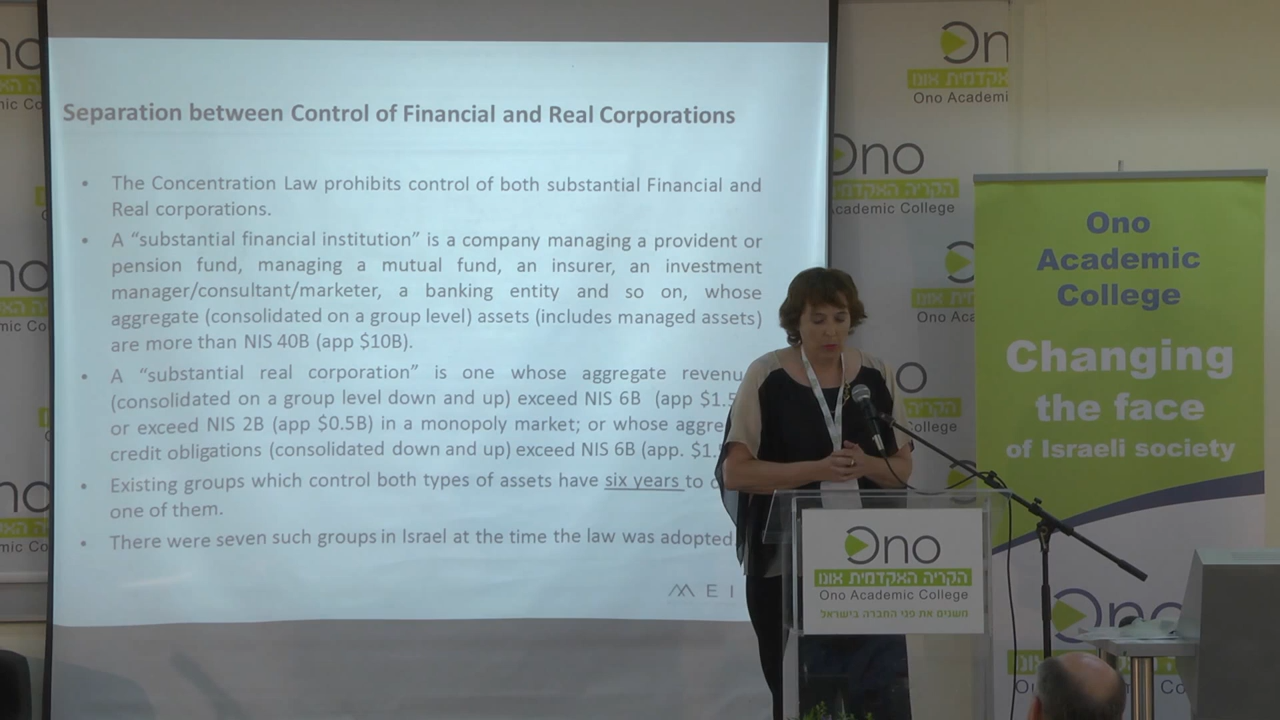 Separation between Control of Financial and Real Corporations
• The Concentration Law prohibits control of both substantial Financial and
Real corporations.
• A “substantial financial institution” is a company managing a provident or
pension fund, managing a mutual fund, an insurer, an investment
manager/consultant/marketer, a banking entity and so on, whose
aggregate (consolidated on a group level) assets (includes managed assets)
are more than NIS 40B (app $10B).
• A “substantial real corporation” is one whose aggregate
(consolidated on a group level down and up) exceed NIS 6B (app
or exceed NIS 2B (app $0.5B) in a monopoly market; or whose
credit obligations (consolidated down and up) exceed NIS 6B (app.
• Existing groups which control both types of assets have six years to
one of them.
• There were seven such groups in Israel at the time the law was adopted
Ono
הקריה האקדמית אונו
Ono
הקריה האקדמית
Academic College
Ono
Academic
College
Changing
the face
of Israeli society
Ono
הקריה האקדמית אונו
Ono Academic College
משנים את פני החברה בישראל
Ono